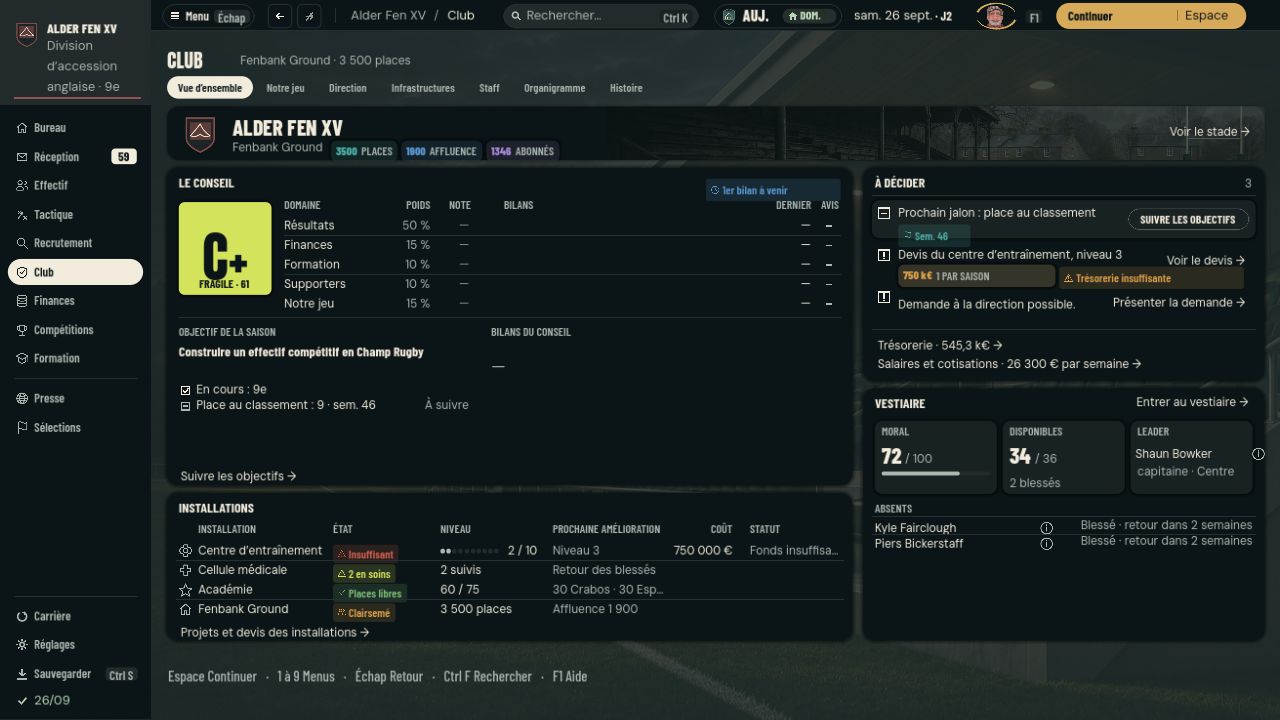 ALDER FEN XV
Division
d'accession
anglaise · 9e
Menu Échap
Alder Fen XV / Club
Rechercher... Ctrl K
AUJ. DOM.
sam. 26 sept. · J2
F1
Continuer Espace
CLUB
Fenbank Ground · 3 500 places
Vue d'ensemble Notre jeu Direction Infrastructures Staff Organigramme Histoire
Bureau
Réception 59
Effectif
Tactique
Recrutement
Club
Finances
Compétitions
Formation
Presse
Sélections
Carrière
Réglages
Sauvegarder Ctrl S
26/09
ALDER FEN XV
Fenbank Ground 3500 PLACES 1900 AFFLUENCE 1346 ABONNÉS
Voir le stade →
LE CONSEIL
1er bilan à venir
C+
FRAGILE · 61
DOMAINE POIDS NOTE BILANS DERNIER AVIS
Résultats 50 % — — –
Finances 15 % — — –
Formation 10 % — — –
Supporters 10 % — — –
Notre jeu 15 % — — –
OBJECTIF DE LA SAISON BILANS DU CONSEIL
Construire un effectif compétitif en Champ Rugby
—
En cours : 9e
Place au classement : 9 · sem. 46 À suivre
Suivre les objectifs →
INSTALLATIONS
INSTALLATION ÉTAT NIVEAU PROCHAINE AMÉLIORATION COÛT STATUT
Centre d'entraînement Insuffisant 2 / 10 Niveau 3 750 000 € Fonds insuffisa...
Cellule médicale 2 en soins 2 suivis Retour des blessés
Académie Places libres 60 / 75 30 Crabos · 30 Esp...
Fenbank Ground Clairsemé 3 500 places Affluence 1 900
Projets et devis des installations →
À DÉCIDER 3
Prochain jalon : place au classement
Sem. 46
SUIVRE LES OBJECTIFS
Devis du centre d'entraînement, niveau 3
Voir le devis →
750 k€ 1 PAR SAISON Trésorerie insuffisante
Demande à la direction possible. Présenter la demande →
Trésorerie · 545,3 k€ →
Salaires et cotisations · 26 300 € par semaine →
VESTIAIRE Entrer au vestiaire →
MORAL
72 / 100
DISPONIBLES
34 / 36
2 blessés
LEADER
Shaun Bowker
capitaine · Centre
ABSENTS
Kyle Fairclough Blessé · retour dans 2 semaines
Piers Bickerstaff Blessé · retour dans 2 semaines
Espace Continuer · 1 à 9 Menus · Échap Retour · Ctrl F Rechercher · F1 Aide